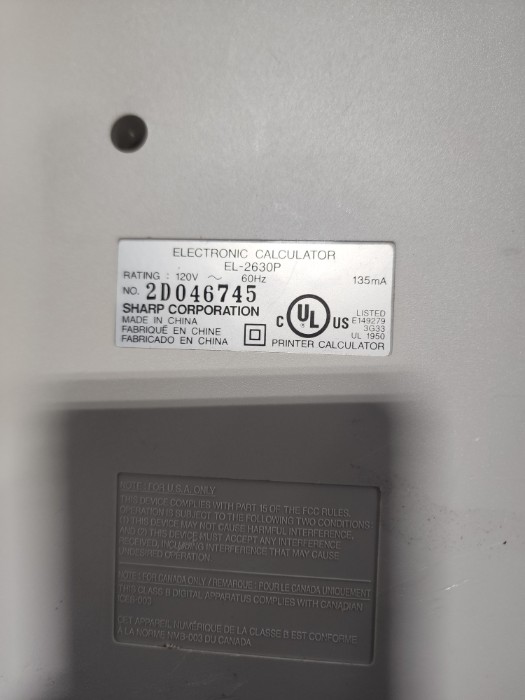 ELECTRONIC CALCULATOR
EL-2630P
RATING : 120V ～ 60Hz 135mA
NO. 2D046745
SHARP CORPORATION
MADE IN CHINA
FABRIQUÉ EN CHINE
FABRICADO EN CHINA
C UL US
LISTED
E149279
3G33
UL 1950
PRINTER CALCULATOR
NOTE : FOR U.S.A. ONLY
THIS DEVICE COMPLIES WITH PART 15 OF THE FCC RULES.
OPERATION IS SUBJECT TO THE FOLLOWING TWO CONDITIONS
THIS DEVICE MAY NOT CAUSE HARMFUL INTERFERENCE,
AND THIS DEVICE MUST ACCEPT ANY INTERFERENCE
RECEIVED, INCLUDING INTERFERENCE THAT MAY CAUSE
UNDESIRED OPERATION.
NOTE : FOR CANADA ONLY / REMARQUE : POUR LE CANADA UNIQUEMENT
THIS CLASS B DIGITAL APPARATUS COMPLIES WITH CANADIAN
ICES-003
CET APPAREIL NUMÉRIQUE DE LA CLASSE B EST CONFORME
À LA NORME NMB-003 DU CANADA